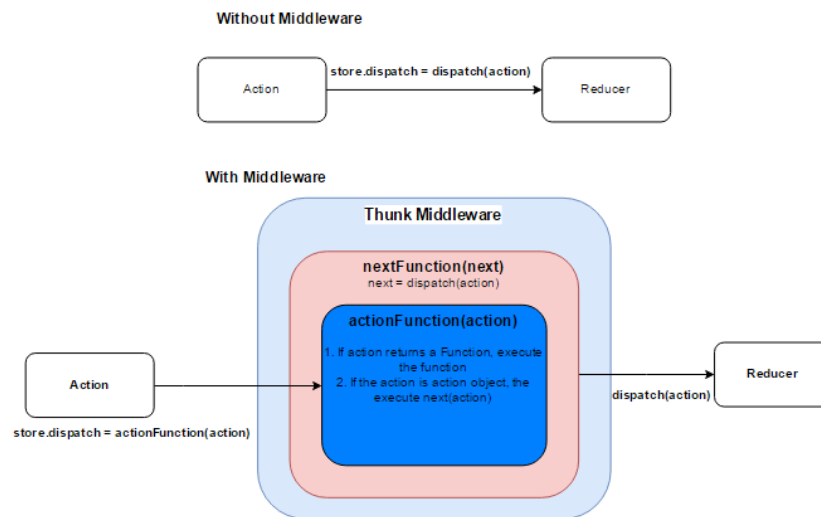 Without Middleware
Action
store.dispatch = dispatch(action)
Reducer
With Middleware
Thunk Middleware
nextFunction(next)
next = dispatch(action)
actionFunction(action)
1. If action returns a Function, execute
the function
2. If the action is action object, the
execute next(action)
Action
store.dispatch = actionFunction(action)
Reducer
dispatch(action)